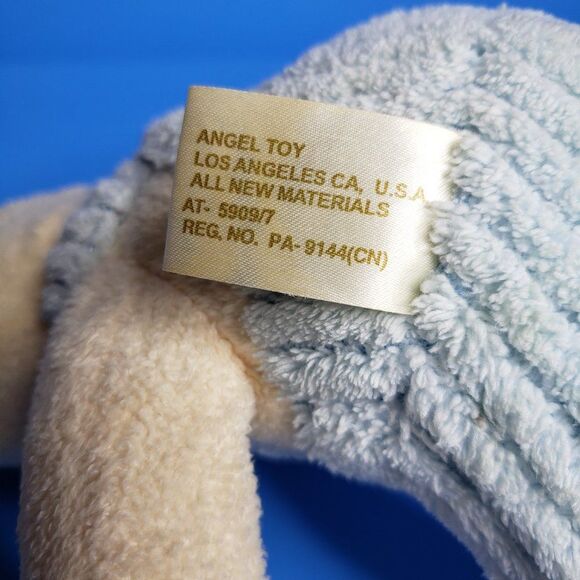 ANGEL TOY
LOS ANGELES CA, U.S.A
ALL NEW MATERIALS
AT- 5909/7
REG. NO. PA-9144(CN)